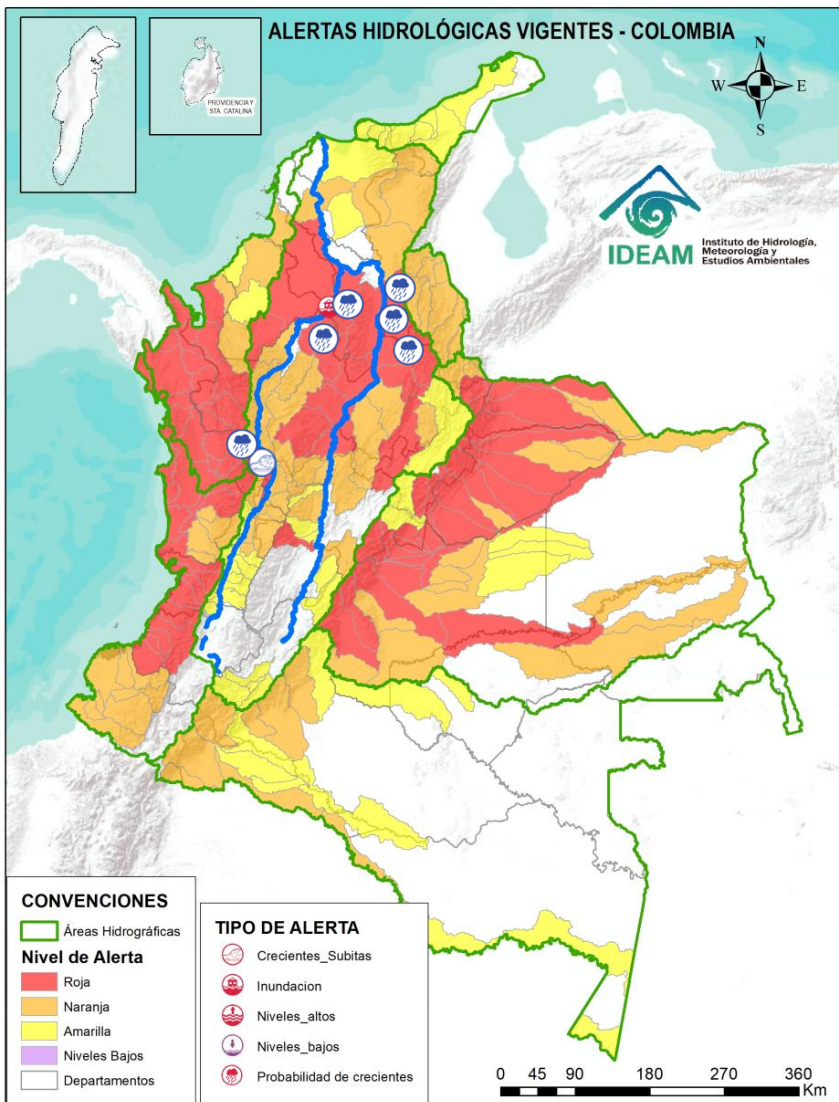 ALERTAS HIDROLÓGICAS VIGENTES - COLOMBIA
PROVIDENCIA Y
STA. CATALINA
N
W
E
S
IDEAM
Instituto de Hidrología,
Meteorología y
Estudios Ambientales
CONVENCIONES
Áreas Hidrográficas
Nivel de Alerta
Roja
Naranja
Amarilla
Niveles Bajos
Departamentos
TIPO DE ALERTA
Crecientes_Subitas
Inundacion
Niveles_altos
Niveles_bajos
Probabilidad de crecientes
0 45 90 180 270 360
Km